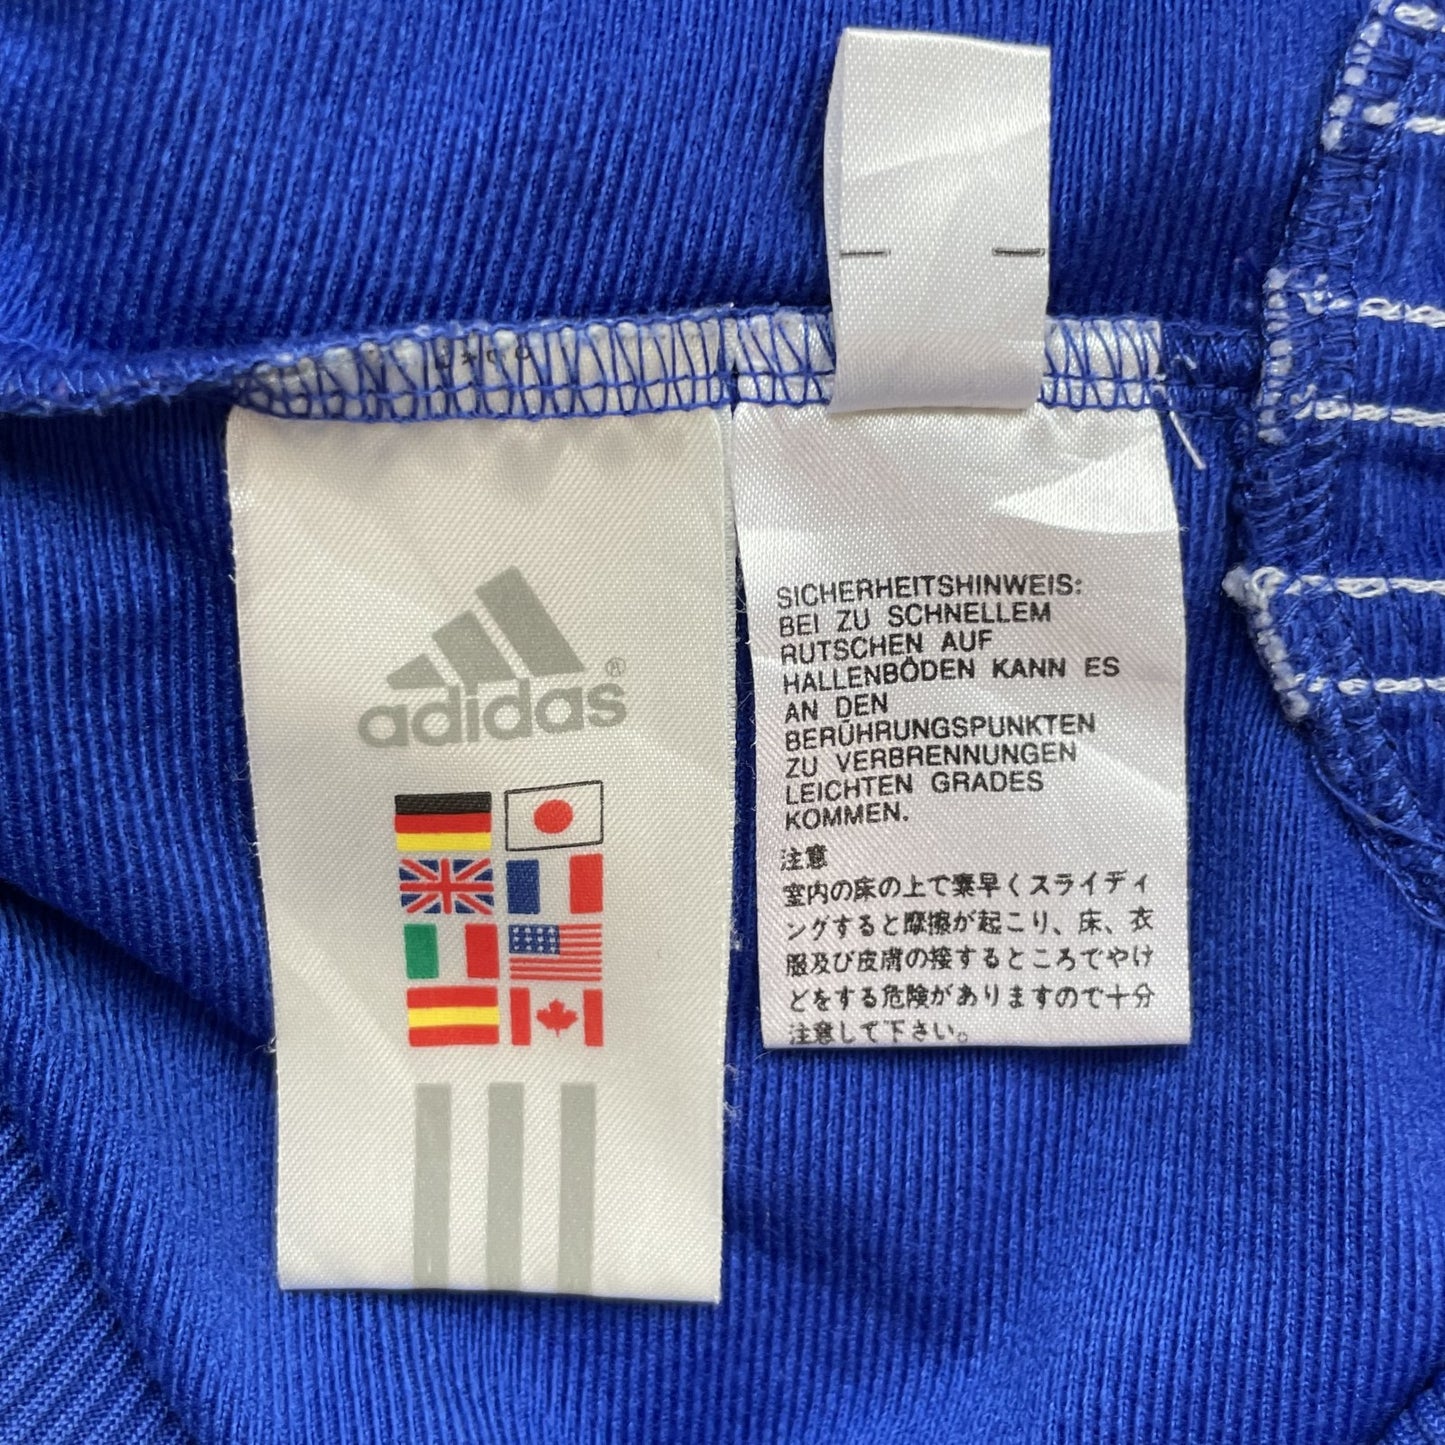 adidas®
SICHERHEITSHINWEIS:
BEI ZU SCHNELLEM
RUTSCHEN AUF
HALLENBÖDEN KANN ES
AN DEN
BERÜHRUNGSPUNKTEN
ZU VERBRENNUNGEN
LEICHTEN GRADES
KOMMEN.
注意
室内の床の上で素早くスライディ
ングすると摩擦が起こり、床、衣
服及び皮膚の接するところでやけ
どをする危険がありますので十分
注意して下さい。